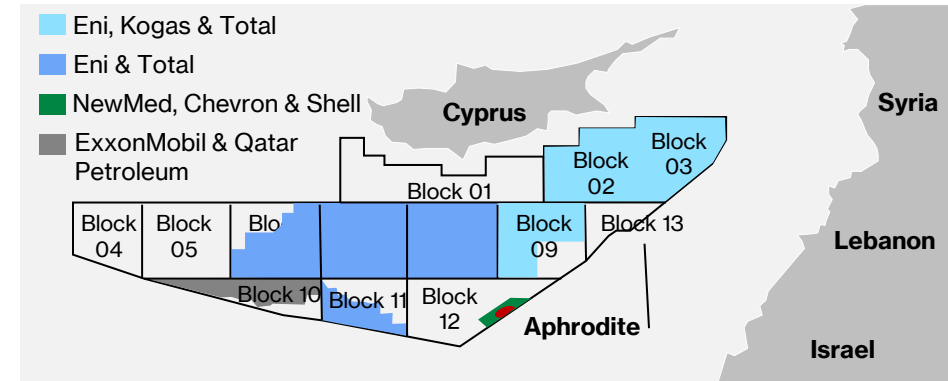 Eni, Kogas & Total
Eni & Total
NewMed, Chevron & Shell
ExxonMobil & Qatar
Petroleum
Cyprus
Syria
Block
03
Block
02
Block 01
Block
04
Block
05
Blo
Block
09
Block 13
Lebanon
Block 10
Block 11
Block
12
Aphrodite
Israel